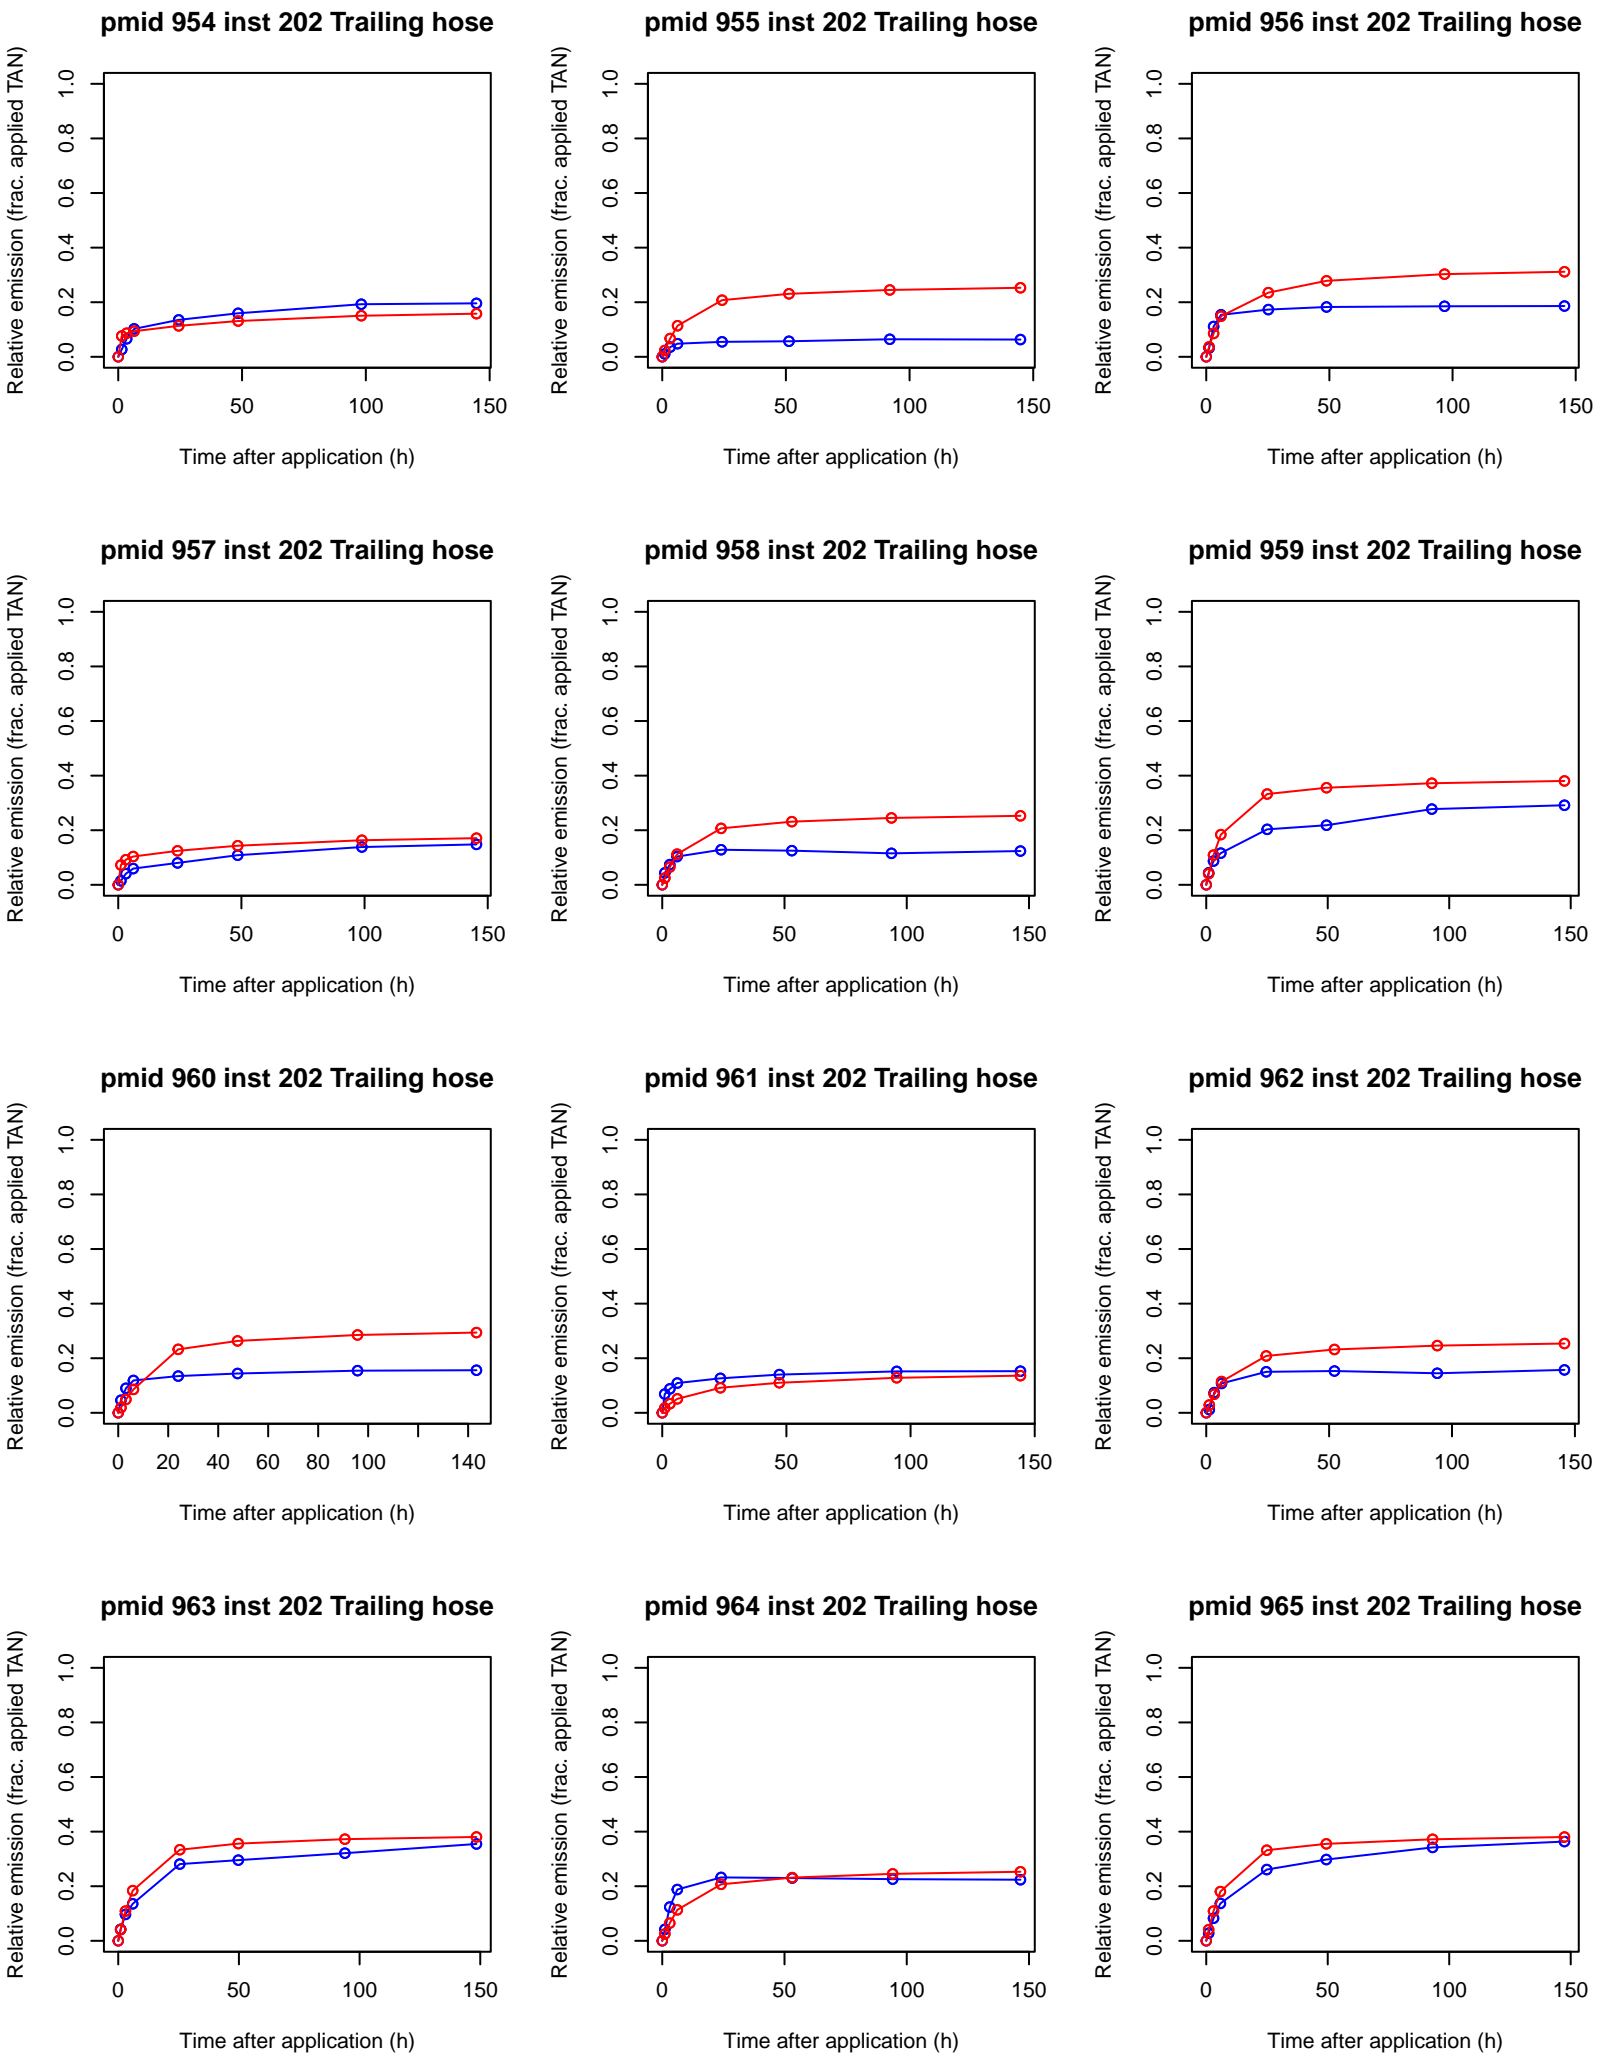 pmid 954 inst 202 Trailing hose
Relative emission (frac. applied TAN)
1.0
0.8
0.6
0.4
0.2
0.0
0 50 100 150
Time after application (h)
pmid 955 inst 202 Trailing hose
Relative emission (frac. applied TAN)
1.0
0.8
0.6
0.4
0.2
0.0
0 50 100 150
Time after application (h)
pmid 956 inst 202 Trailing hose
Relative emission (frac. applied TAN)
1.0
0.8
0.6
0.4
0.2
0.0
0 50 100 150
Time after application (h)
pmid 957 inst 202 Trailing hose
Relative emission (frac. applied TAN)
1.0
0.8
0.6
0.4
0.2
0.0
0 50 100 150
Time after application (h)
pmid 958 inst 202 Trailing hose
Relative emission (frac. applied TAN)
1.0
0.8
0.6
0.4
0.2
0.0
0 50 100 150
Time after application (h)
pmid 959 inst 202 Trailing hose
Relative emission (frac. applied TAN)
1.0
0.8
0.6
0.4
0.2
0.0
0 50 100 150
Time after application (h)
pmid 960 inst 202 Trailing hose
Relative emission (frac. applied TAN)
1.0
0.8
0.6
0.4
0.2
0.0
0 20 40 60 80 100 140
Time after application (h)
pmid 961 inst 202 Trailing hose
Relative emission (frac. applied TAN)
1.0
0.8
0.6
0.4
0.2
0.0
0 50 100 150
Time after application (h)
pmid 962 inst 202 Trailing hose
Relative emission (frac. applied TAN)
1.0
0.8
0.6
0.4
0.2
0.0
0 50 100 150
Time after application (h)
pmid 963 inst 202 Trailing hose
Relative emission (frac. applied TAN)
1.0
0.8
0.6
0.4
0.2
0.0
0 50 100 150
Time after application (h)
pmid 964 inst 202 Trailing hose
Relative emission (frac. applied TAN)
1.0
0.8
0.6
0.4
0.2
0.0
0 50 100 150
Time after application (h)
pmid 965 inst 202 Trailing hose
Relative emission (frac. applied TAN)
1.0
0.8
0.6
0.4
0.2
0.0
0 50 100 150
Time after application (h)